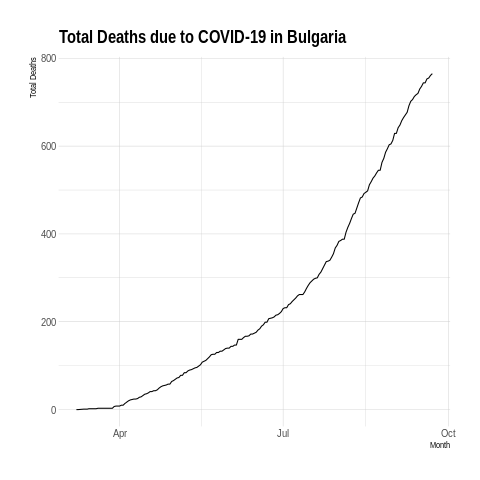 Total Deaths due to COVID-19 in Bulgaria
Total Deaths
800
600
400
200
0
Apr
Jul
Oct
Month